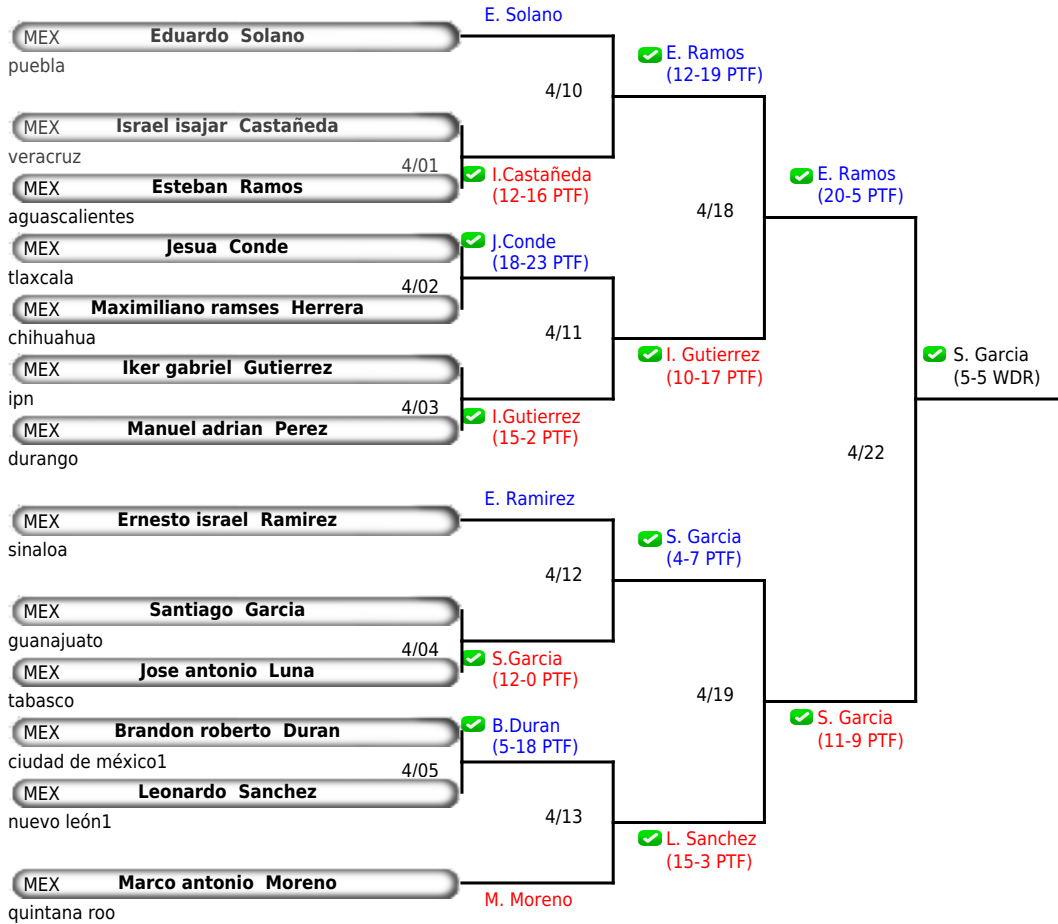 E. Solano
MEX Eduardo Solano
puebla
E. Ramos
(12-19 PTF)
4/10
MEX Israel isajar Castañeda
veracruz
4/01
I.Castañeda
(12-16 PTF)
MEX Esteban Ramos
aguascalientes
E. Ramos
(20-5 PTF)
4/18
MEX Jesua Conde
tlaxcala
J.Conde
(18-23 PTF)
4/02
MEX Maximiliano ramses Herrera
chihuahua
4/11
I. Gutierrez
(10-17 PTF)
S. Garcia
(5-5 WDR)
MEX Iker gabriel Gutierrez
ipn
4/03
I.Gutierrez
(15-2 PTF)
MEX Manuel adrian Perez
durango
4/22
E. Ramirez
MEX Ernesto israel Ramirez
sinaloa
S. Garcia
(4-7 PTF)
4/12
MEX Santiago Garcia
guanajuato
4/04
S.Garcia
(12-0 PTF)
MEX Jose antonio Luna
tabasco
4/19
S. Garcia
(11-9 PTF)
MEX Brandon roberto Duran
ciudad de méxico1
B.Duran
(5-18 PTF)
4/05
MEX Leonardo Sanchez
nuevo león1
4/13
L. Sanchez
(15-3 PTF)
MEX Marco antonio Moreno
quintana roo
M. Moreno